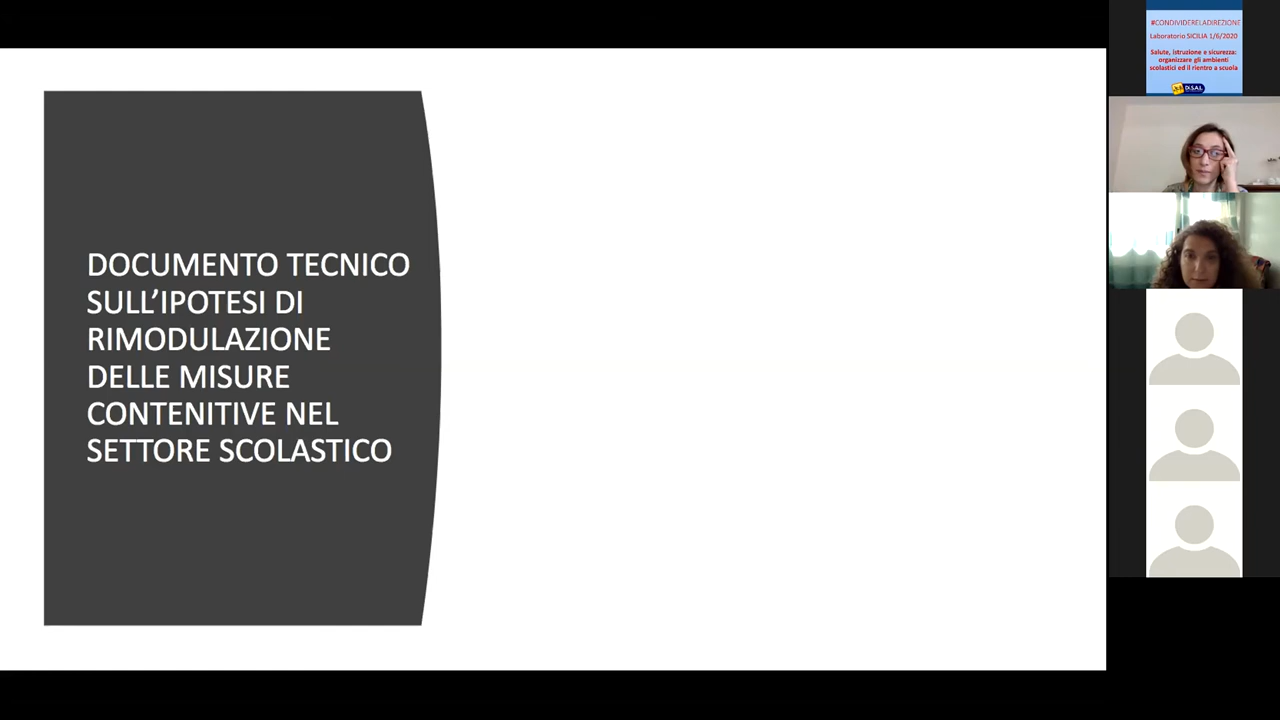 DOCUMENTO TECNICO
SULL’IPOTESI DI
RIMODULAZIONE
DELLE MISURE
CONTENITIVE NEL
SETTORE SCOLASTICO
#CONDIVIDERELADIREZIONE
Laboratorio SICILIA 1/6/2020
Salute, istruzione e sicurezza:
organizzare gli ambienti
scolastici ed il rientro a scuola
DI.S.A.L.